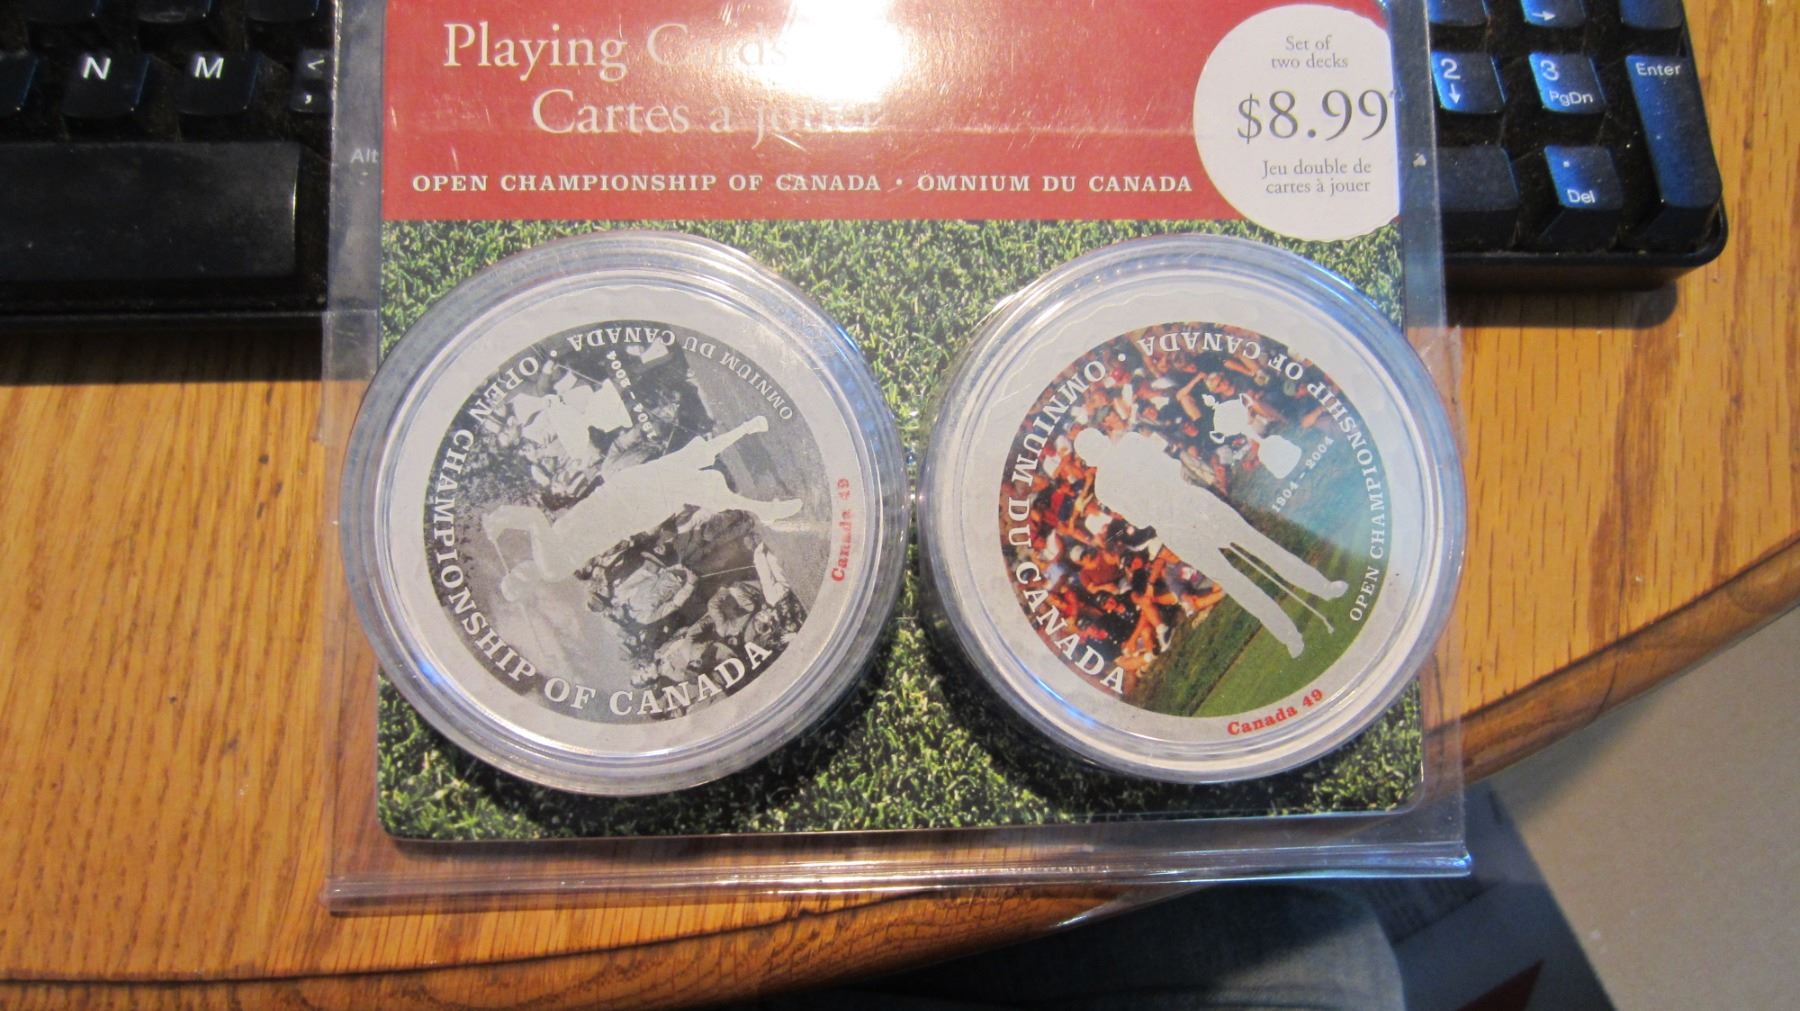 Playing Cards
Cartes à jouer
OPEN CHAMPIONSHIP OF CANADA • OMNIUM DU CANADA
Set of
two decks
$8.99
Jeu double de
cartes à jouer
OPEN CHAMPIONSHIP OF CANADA • OMNIUM DU CANADA
1904 - 2004
Canada 49
OMNIUM DU CANADA • OPEN CHAMPIONSHIP OF CANADA
1904 - 2004
Canada 49
N
M
<
,
Alt
2
↓
→
3
PgDn
Enter
.
Del